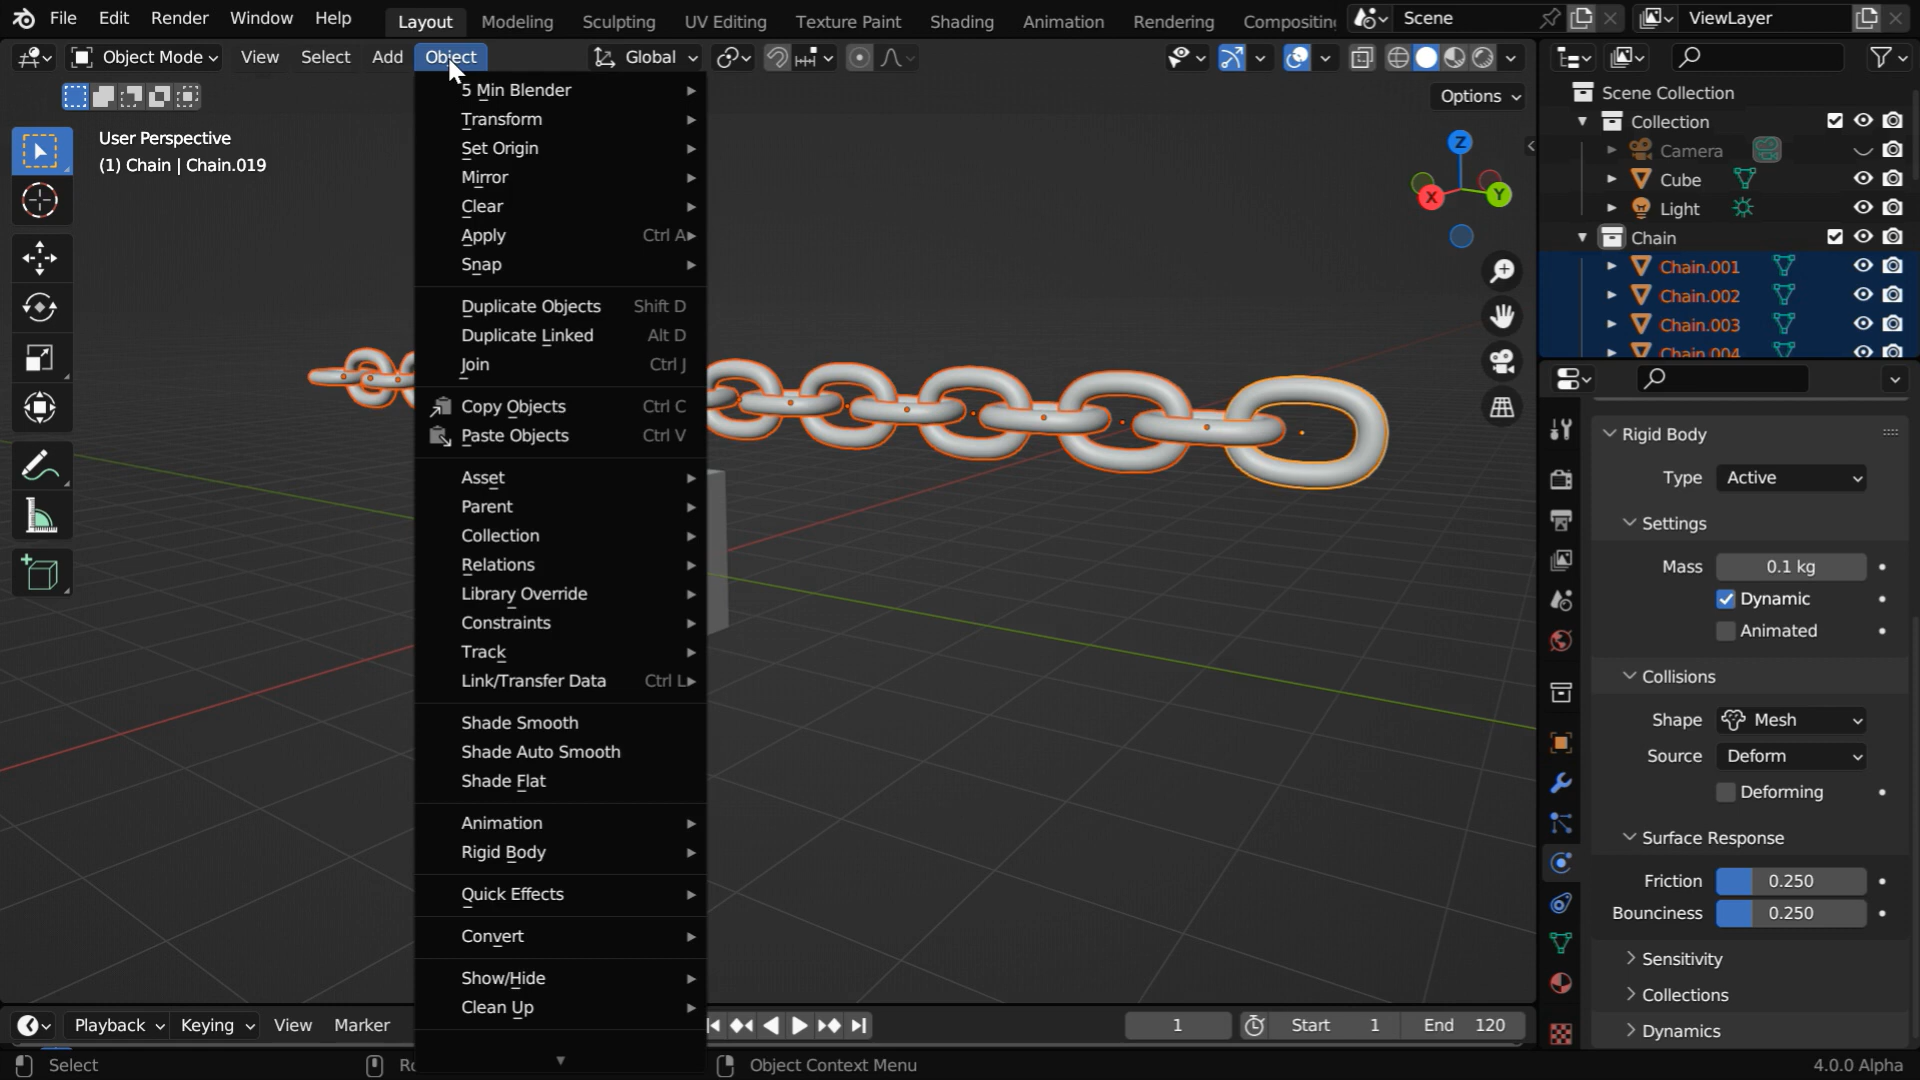 File Edit Render Window Help Layout Modeling Sculpting UV Editing Texture Paint Shading Animation Rendering Scene ViewLayer
Object Mode View Select Add Object Global
Options
User Perspective
(1) Chain | Chain.019
5 Min Blender
Transform
Set Origin
Mirror
Clear
Apply Ctrl A
Snap
Duplicate Objects Shift D
Duplicate Linked Alt D
Join Ctrl J
Copy Objects Ctrl C
Paste Objects Ctrl V
Asset
Parent
Collection
Relations
Library Override
Constraints
Track
Link/Transfer Data Ctrl L
Shade Smooth
Shade Auto Smooth
Shade Flat
Animation
Rigid Body
Quick Effects
Convert
Show/Hide
Clean Up
Z
X
Y
Scene Collection
Collection
Camera
Cube
Light
Chain
Chain.001
Chain.002
Chain.003
Chain.004
Rigid Body
Type Active
Settings
Mass 0.1 kg
Dynamic
Animated
Collisions
Shape Mesh
Source Deform
Deforming
Surface Response
Friction 0.250
Bounciness 0.250
Sensitivity
Collections
Dynamics
Playback Keying View Marker 1 Start 1 End 120
Select Object Context Menu 4.0.0 Alpha